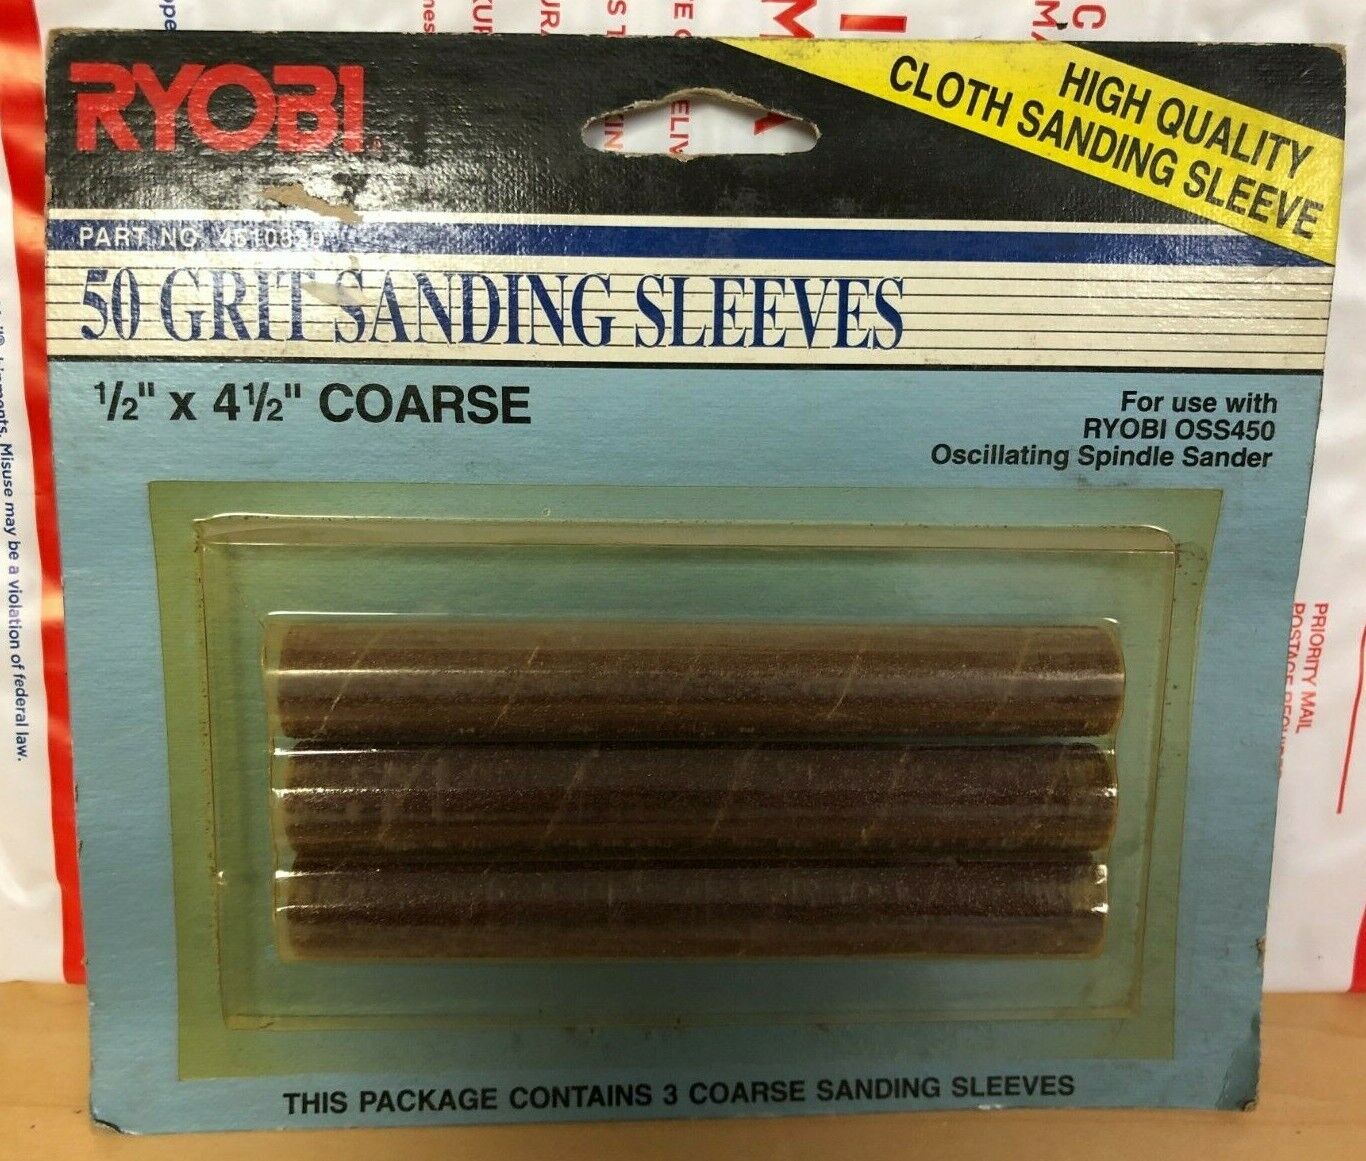 RYOBI
HIGH QUALITY
CLOTH SANDING SLEEVE
PART NO. 4610320
50 GRIT SANDING SLEEVES
1/2" x 4 1/2" COARSE
For use with
RYOBI OSS450
Oscillating Spindle Sander
THIS PACKAGE CONTAINS 3 COARSE SANDING SLEEVES
Misuse may be a violation of federal law.
PRIORITY MAIL